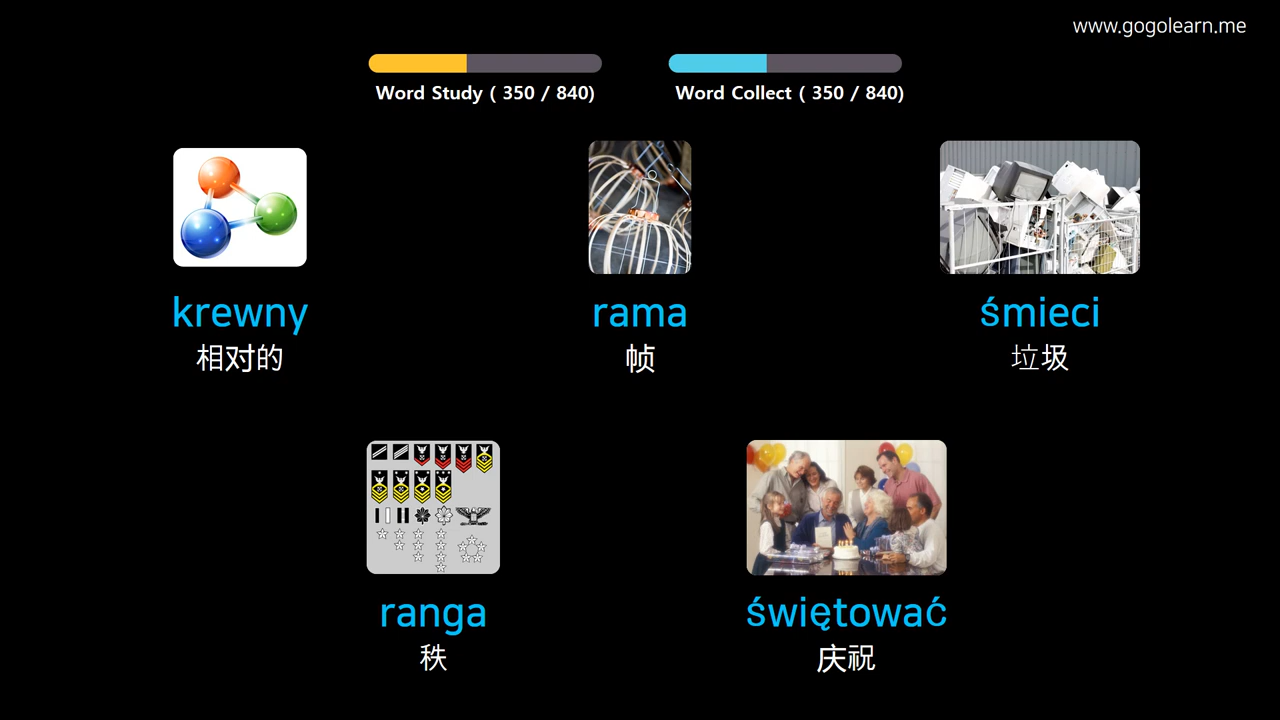 www.gogolearn.me
Word Study ( 350 / 840)
Word Collect ( 350 / 840)
krewny
相对的
rama
帧
śmieci
垃圾
ranga
秩
świętować
庆祝